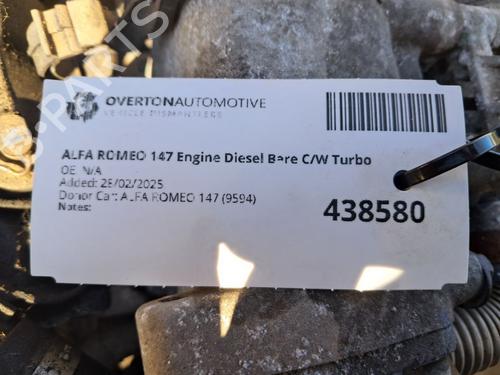 OVERTONAUTOMOTIVE
VEHICLE DISMANTLERS
ALFA ROMEO 147 Engine Diesel Bare C/W Turbo
OE: N/A
Added: 28/02/2025
Donor Car: ALFA ROMEO 147 (9594)
Notes:
438580